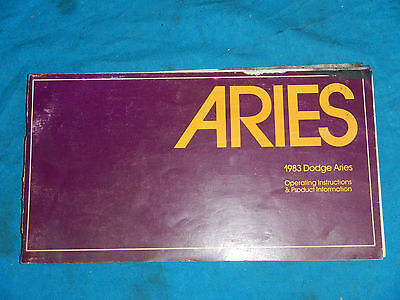 ARIES
1983 Dodge Aries
Operating Instructions
& Product Information